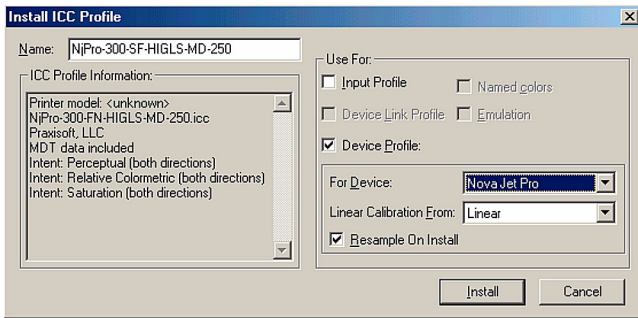 Install ICC Profile
Name: NjPro-300-SF-HIGLS-MD-250
ICC Profile Information:
Printer model: <unknown>
NjPro-300-FN-HIGLS-MD-250.icc
Praxisoft, LLC
MDT data included
Intent: Perceptual (both directions)
Intent: Relative Colormetric (both directions)
Intent: Saturation (both directions)
Use For:
Input Profile
Named colors
Device Link Profile
Emulation
Device Profile:
For Device: Nova Jet Pro
Linear Calibration From: Linear
Resample On Install
Install
Cancel